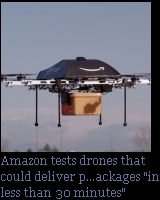 Amazon tests drones that
could deliver p...ackages "in
less than 30 minutes"